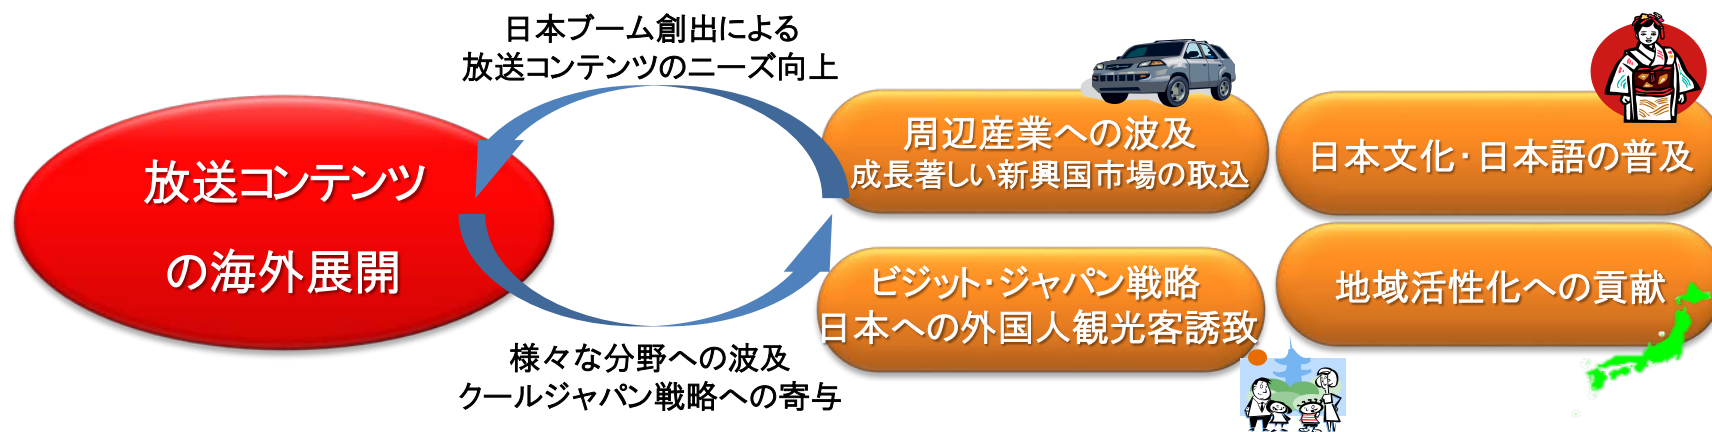 日本ブーム創出による
放送コンテンツのニーズ向上
放送コンテンツ
の海外展開
周辺産業への波及
成長著しい新興国市場の取込
日本文化・日本語の普及
ビジット・ジャパン戦略
日本への外国人観光客誘致
地域活性化への貢献
様々な分野への波及
クールジャパン戦略への寄与